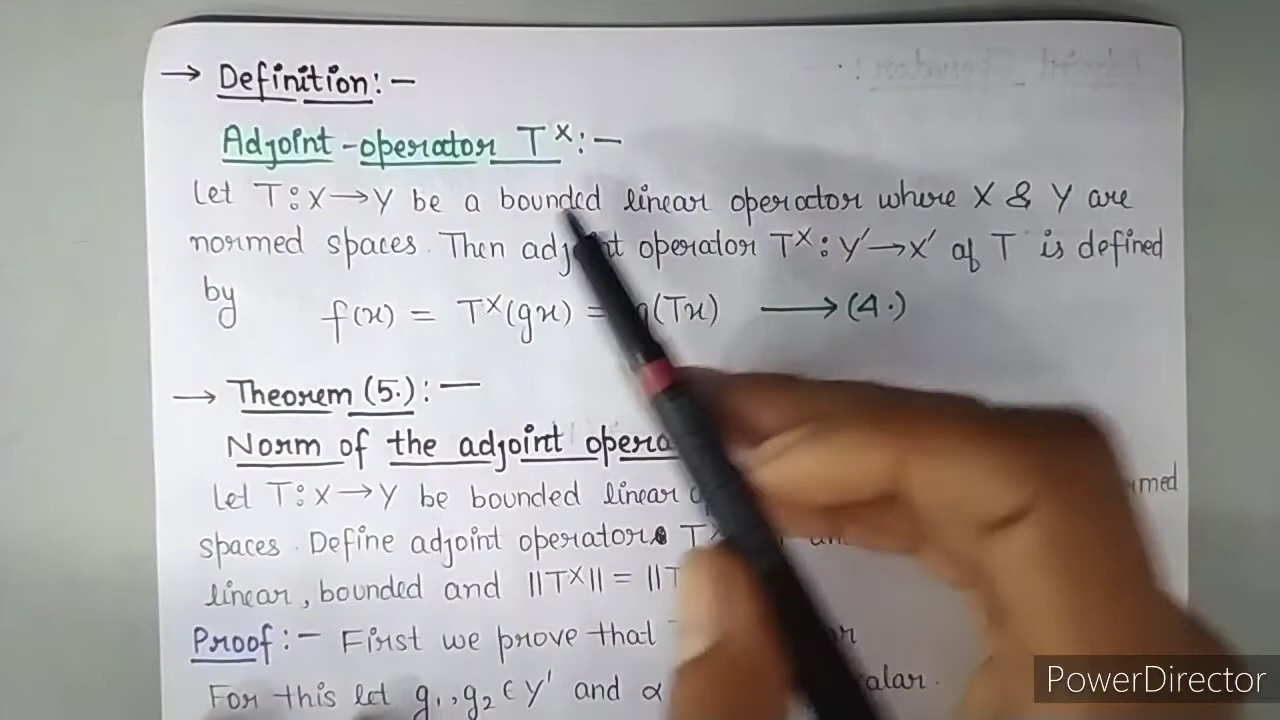 → Definition:-
Adjoint-operator T^x:-
Let T:X→Y be a bounded linear operator where X & Y are
normed spaces. Then adjoint operator T^x:Y'→X' of T is defined
by
f(x) = T^x(gx) = g(Tx) ⟶(4.)
→ Theorem (5.):-
Norm of the adjoint
Let T:X→Y be bounded linear
spaces. Define adjoint operator
linear, bounded and ||T^x|| = ||T
Proof:- First we prove that
For this let g₁,g₂ ∈ Y' and α
PowerDirector